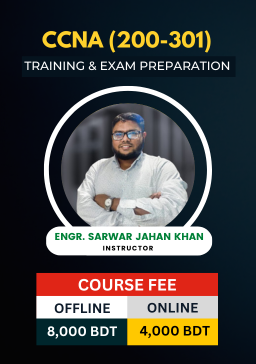 CCNA (200-301)
TRAINING & EXAM PREPARATION
ENGR. SARWAR JAHAN KHAN
INSTRUCTOR
COURSE FEE
OFFLINE ONLINE
8,000 BDT 4,000 BDT